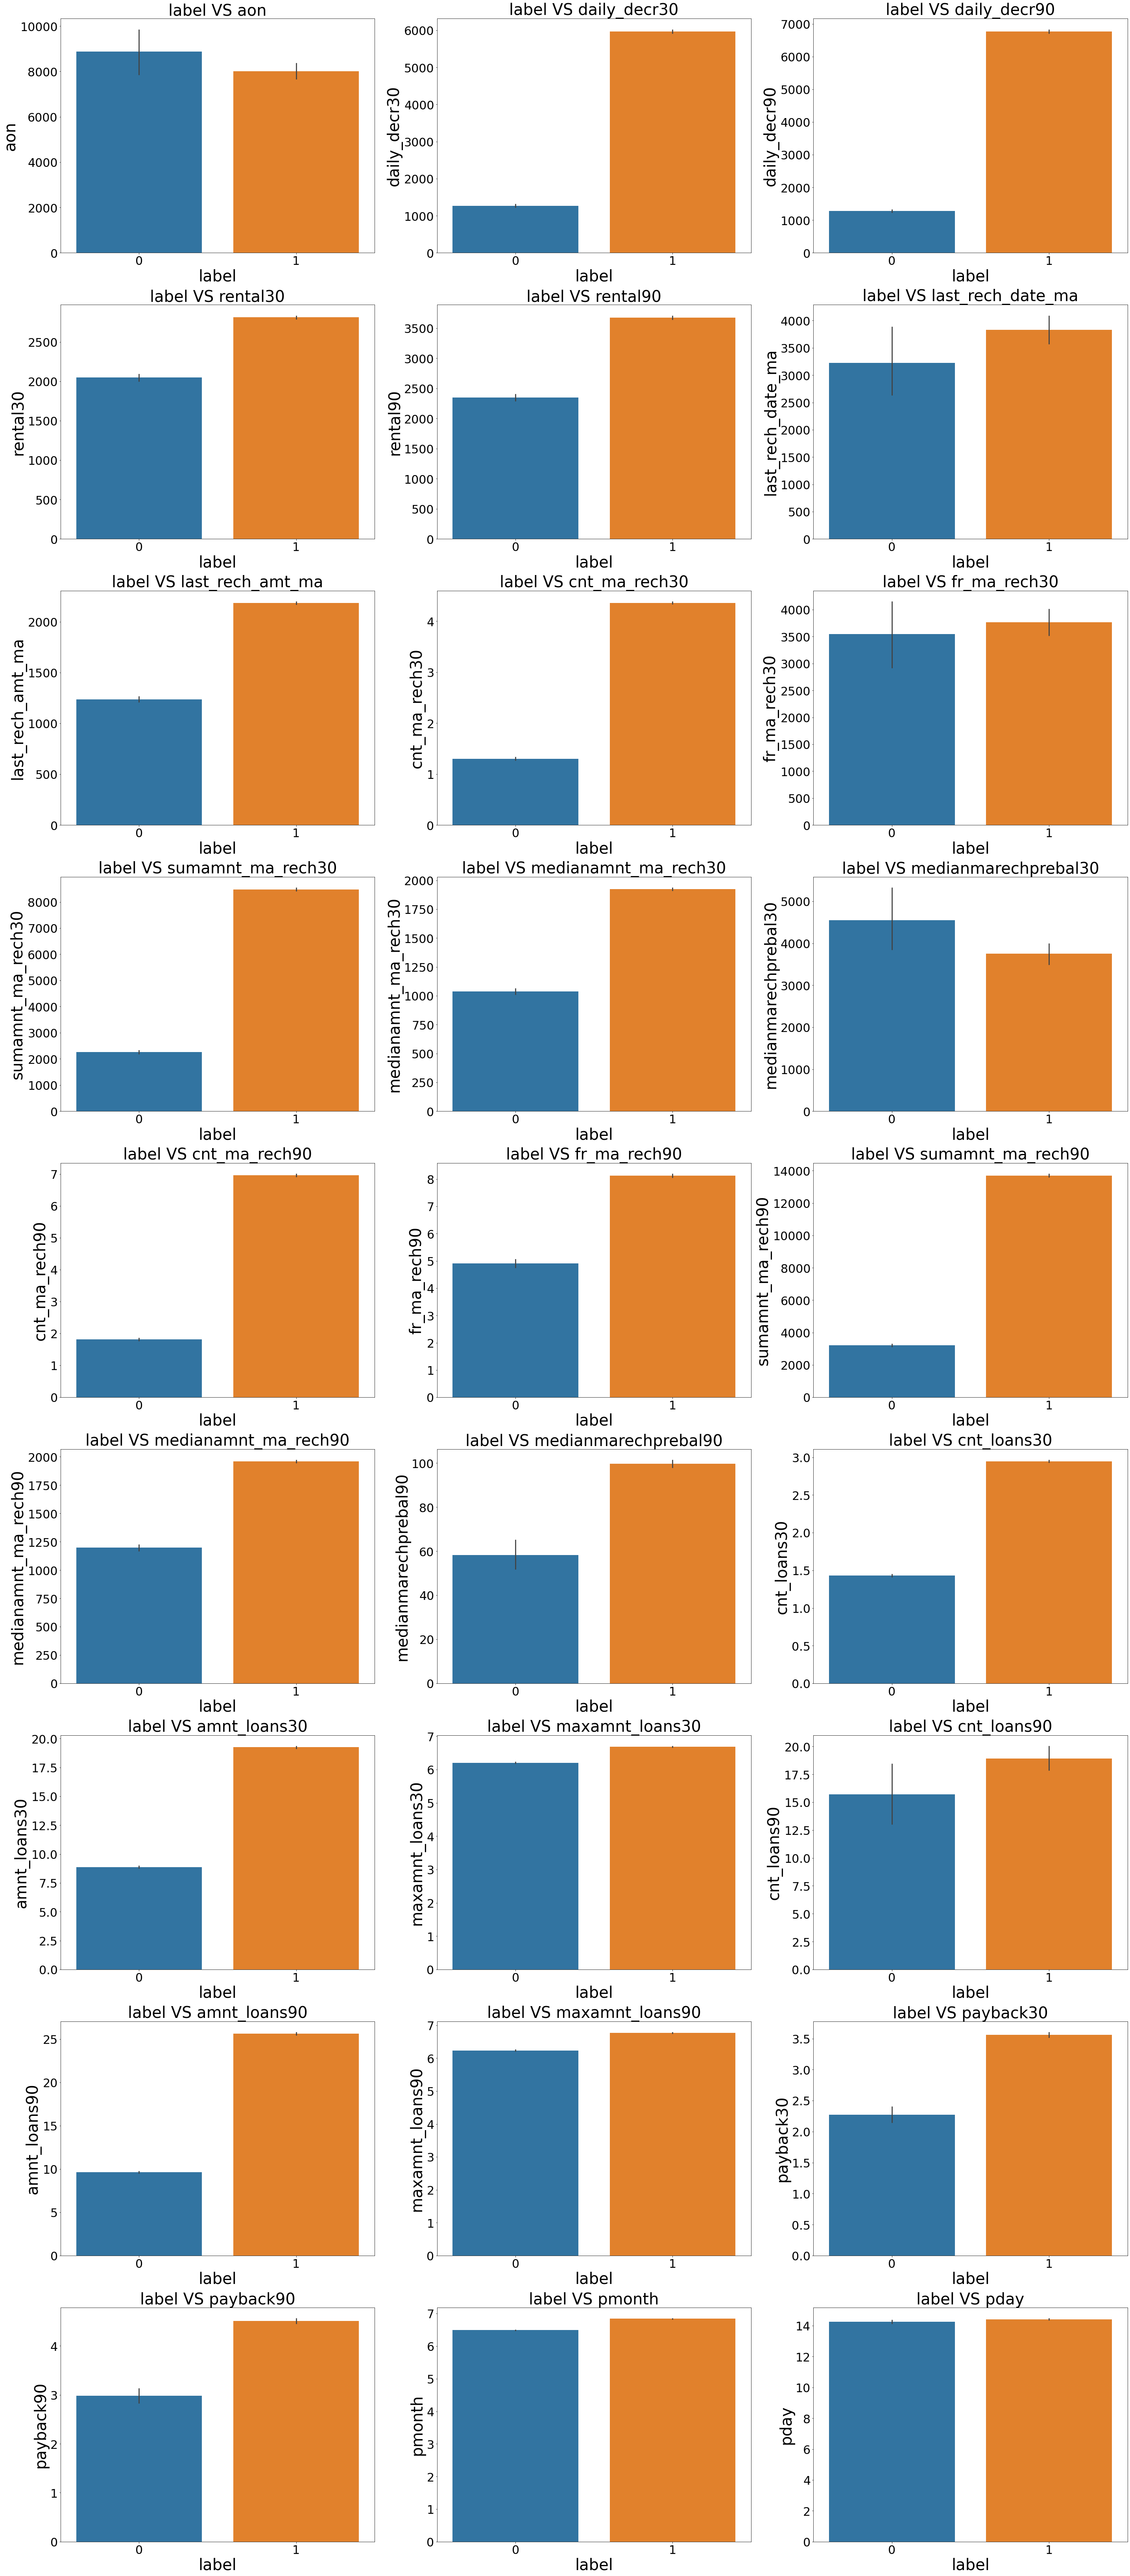 label VS aon
aon
10000
8000
6000
4000
2000
0
0 1
label
label VS daily_decr30
daily_decr30
6000
5000
4000
3000
2000
1000
0
0 1
label
label VS daily_decr90
daily_decr90
7000
6000
5000
4000
3000
2000
1000
0
0 1
label
label VS rental30
rental30
2500
2000
1500
1000
500
0
0 1
label
label VS rental90
rental90
3500
3000
2500
2000
1500
1000
500
0
0 1
label
label VS last_rech_date_ma
last_rech_date_ma
4000
3500
3000
2500
2000
1500
1000
500
0
0 1
label
label VS last_rech_amt_ma
last_rech_amt_ma
2000
1500
1000
500
0
0 1
label
label VS cnt_ma_rech30
cnt_ma_rech30
4
3
2
1
0
0 1
label
label VS fr_ma_rech30
fr_ma_rech30
4000
3500
3000
2500
2000
1500
1000
500
0
0 1
label
label VS sumamnt_ma_rech30
sumamnt_ma_rech30
8000
7000
6000
5000
4000
3000
2000
1000
0
0 1
label
label VS medianamnt_ma_rech30
medianamnt_ma_rech30
2000
1750
1500
1250
1000
750
500
250
0
0 1
label
label VS medianmarechprebal30
medianmarechprebal30
5000
4000
3000
2000
1000
0
0 1
label
label VS cnt_ma_rech90
cnt_ma_rech90
7
6
5
4
3
2
1
0
0 1
label
label VS fr_ma_rech90
fr_ma_rech90
8
7
6
5
4
3
2
1
0
0 1
label
label VS sumamnt_ma_rech90
sumamnt_ma_rech90
14000
12000
10000
8000
6000
4000
2000
0
0 1
label
label VS medianamnt_ma_rech90
medianamnt_ma_rech90
2000
1750
1500
1250
1000
750
500
250
0
0 1
label
label VS medianmarechprebal90
medianmarechprebal90
100
80
60
40
20
0
0 1
label
label VS cnt_loans30
cnt_loans30
3.0
2.5
2.0
1.5
1.0
0.5
0.0
0 1
label
label VS amnt_loans30
amnt_loans30
20.0
17.5
15.0
12.5
10.0
7.5
5.0
2.5
0.0
0 1
label
label VS maxamnt_loans30
maxamnt_loans30
7
6
5
4
3
2
1
0
0 1
label
label VS cnt_loans90
cnt_loans90
20.0
17.5
15.0
12.5
10.0
7.5
5.0
2.5
0.0
0 1
label
label VS amnt_loans90
amnt_loans90
25
20
15
10
5
0
0 1
label
label VS maxamnt_loans90
maxamnt_loans90
7
6
5
4
3
2
1
0
0 1
label
label VS payback30
payback30
3.5
3.0
2.5
2.0
1.5
1.0
0.5
0.0
0 1
label
label VS payback90
payback90
4
3
2
1
0
0 1
label
label VS pmonth
pmonth
7
6
5
4
3
2
1
0
0 1
label
label VS pday
pday
14
12
10
8
6
4
2
0
0 1
label